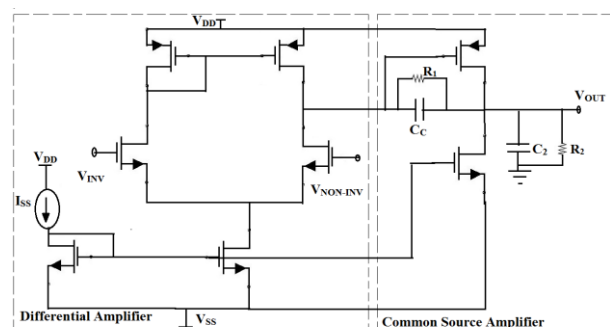 VDD
R1
VOUT
CC
C2
R2
VINV
VNON-INV
VDD
ISS
VSS
Differential Amplifier
Common Source Amplifier